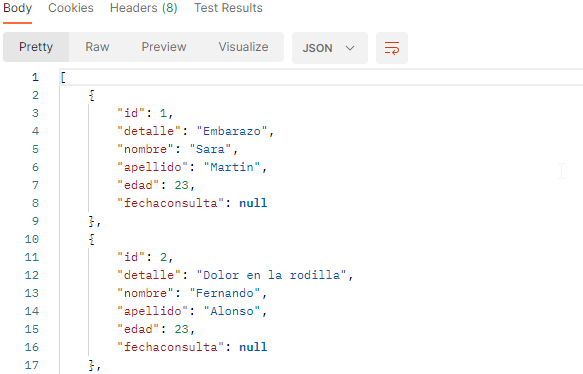 Body Cookies Headers (8) Test Results
Pretty Raw Preview Visualize JSON
1 [
2 {
3 "id": 1,
4 "detalle": "Embarazo",
5 "nombre": "Sara",
6 "apellido": "Martin",
7 "edad": 23,
8 "fechaconsulta": null
9 },
10 {
11 "id": 2,
12 "detalle": "Dolor en la rodilla",
13 "nombre": "Fernando",
14 "apellido": "Alonso",
15 "edad": 23,
16 "fechaconsulta": null
17 },